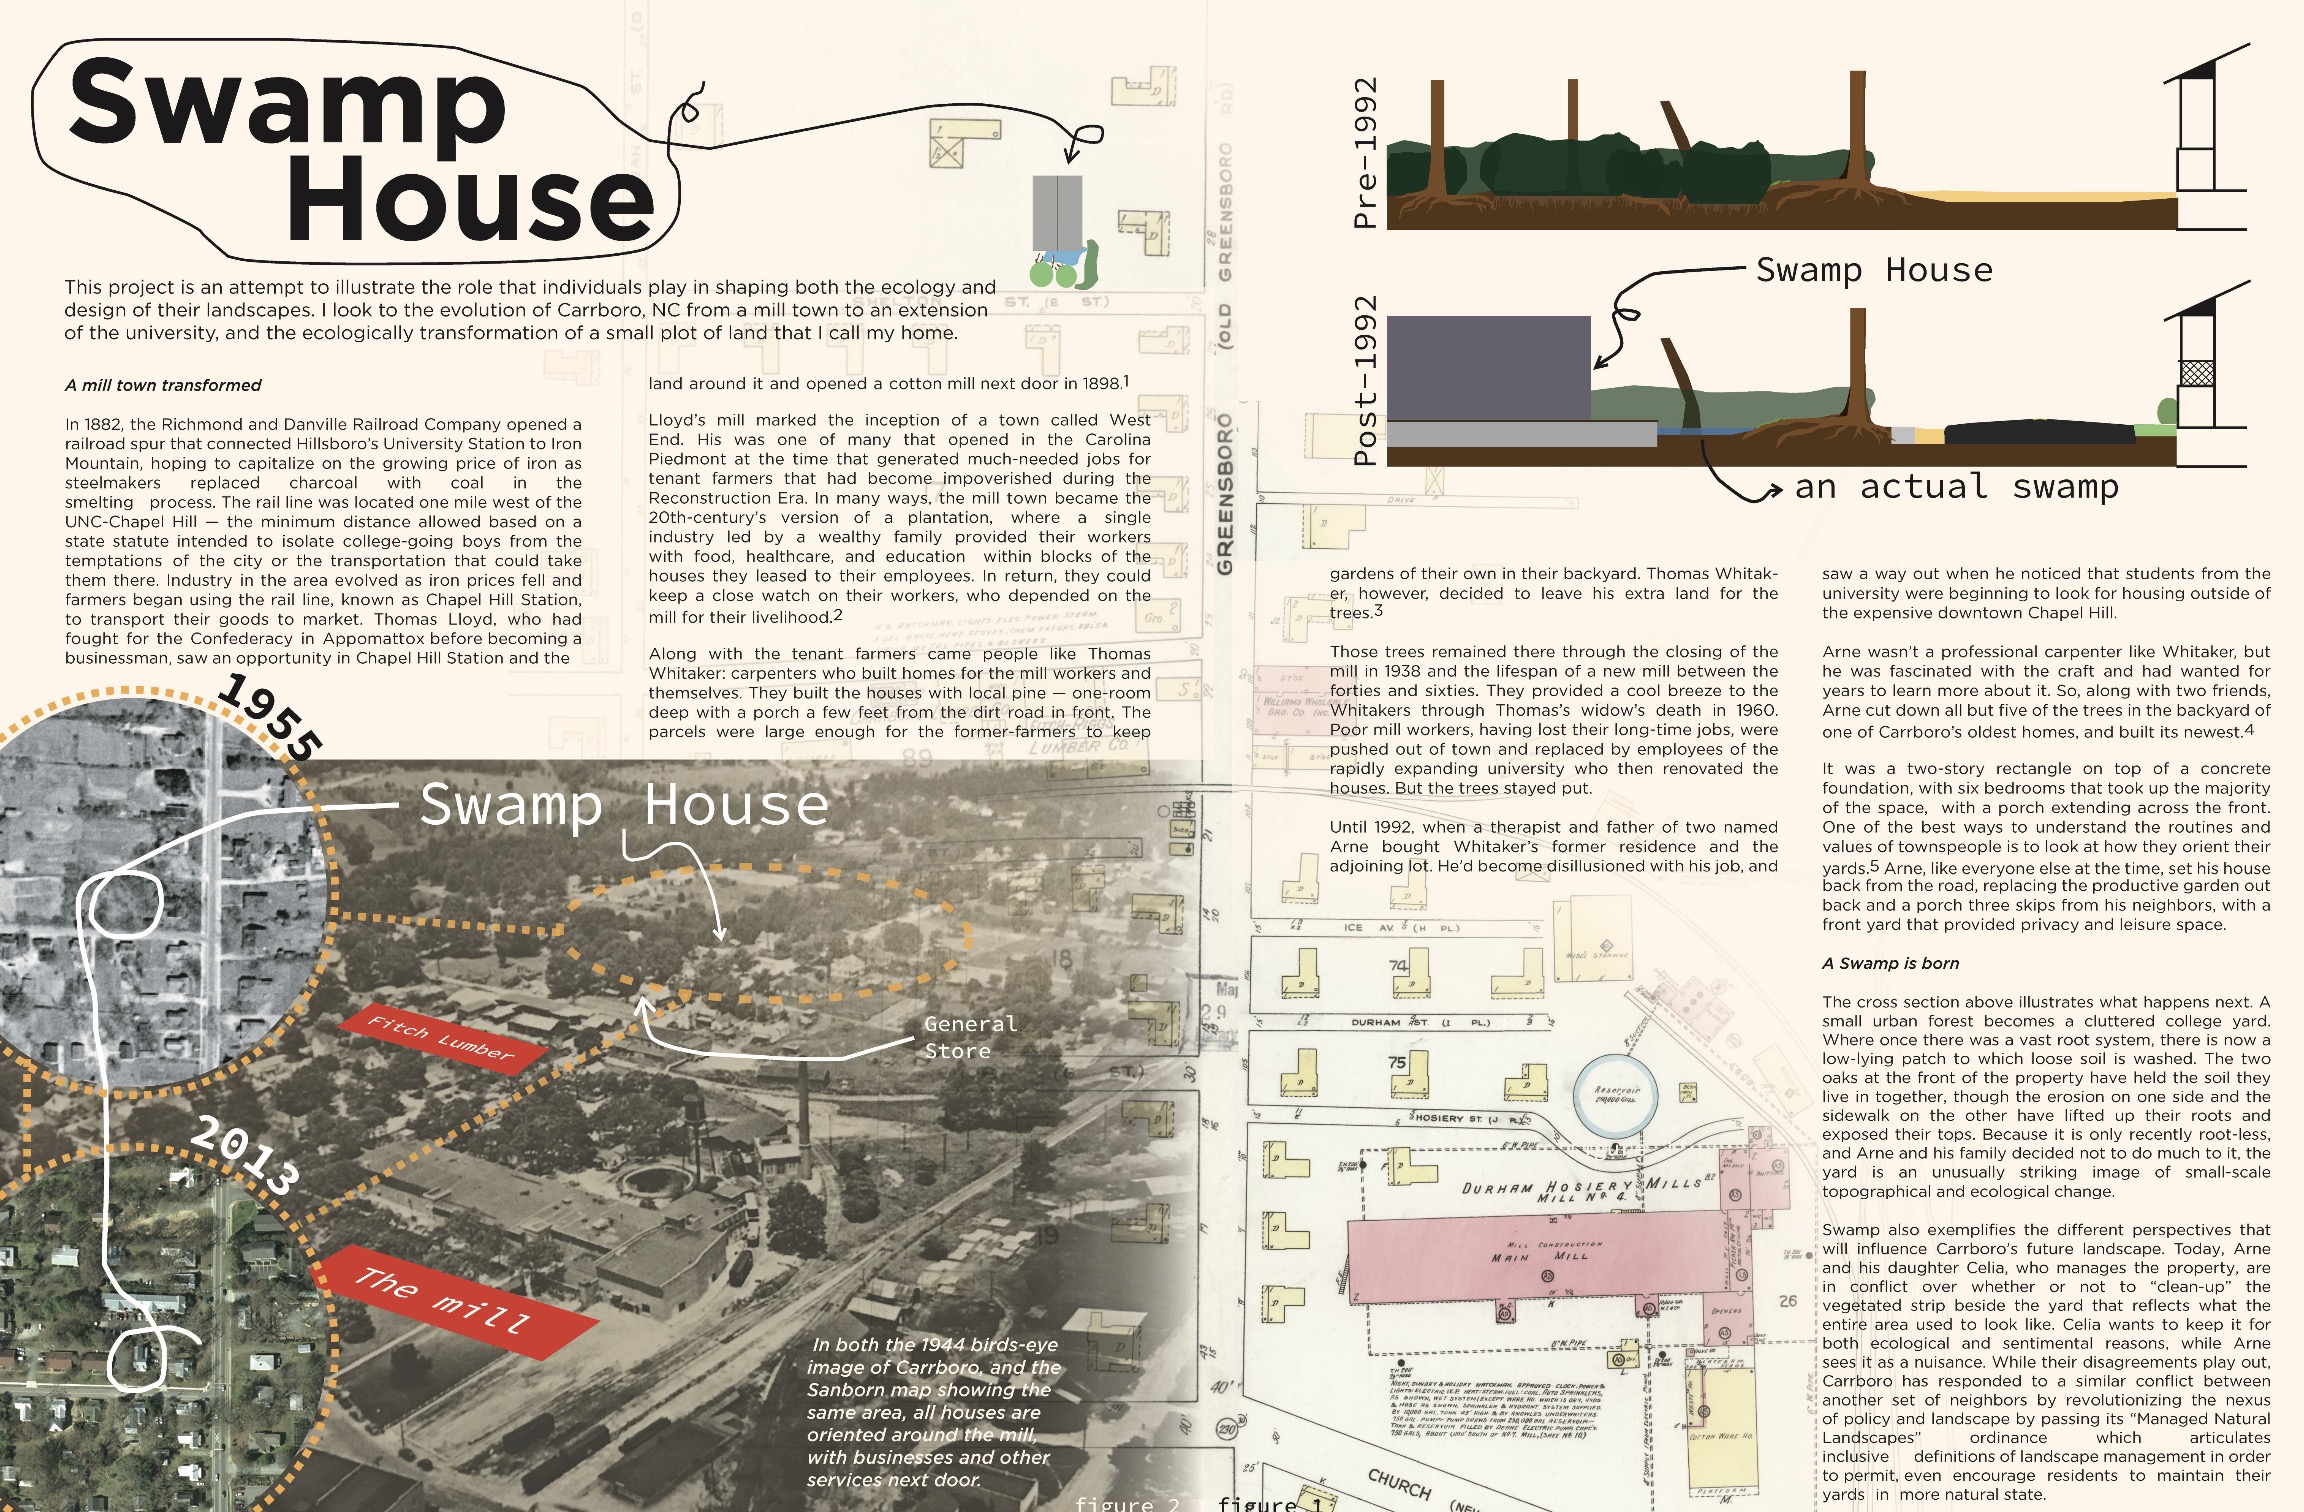 Swamp
House
This project is an attempt to illustrate the role that individuals play in shaping both the ecology and
design of their landscapes. I look to the evolution of Carrboro, NC from a mill town to an extension
of the university, and the ecologically transformation of a small plot of land that I call my home.
A mill town transformed
In 1882, the Richmond and Danville Railroad Company opened a
railroad spur that connected Hillsboro's University Station to Iron
Mountain, hoping to capitalize on the growing price of iron as
steelmakers replaced charcoal with coal in the
smelting process. The rail line was located one mile west of the
UNC-Chapel Hill — the minimum distance allowed based on a
state statute intended to isolate college-going boys from the
temptations of the city or the transportation that could take
them there. Industry in the area evolved as iron prices fell and
farmers began using the rail line, known as Chapel Hill Station,
to transport their goods to market. Thomas Lloyd, who had
fought for the Confederacy in Appomattox before becoming a
businessman, saw an opportunity in Chapel Hill Station and the
land around it and opened a cotton mill next door in 1898.1
Lloyd's mill marked the inception of a town called West
End. His was one of many that opened in the Carolina
Piedmont at the time that generated much-needed jobs for
tenant farmers that had become impoverished during the
Reconstruction Era. In many ways, the mill town became the
20th-century's version of a plantation, where a single
industry led by a wealthy family provided their workers
with food, healthcare, and education within blocks of the
houses they leased to their employees. In return, they could
keep a close watch on their workers, who depended on the
mill for their livelihood.2
Along with the tenant farmers came people like Thomas
Whitaker: carpenters who built homes for the mill workers and
themselves. They built the houses with local pine — one-room
deep with a porch a few feet from the dirt road in front. The
parcels were large enough for the former-farmers to keep
Pre-1992
Swamp House
Post-1992
an actual swamp
gardens of their own in their backyard. Thomas Whitak-
er, however, decided to leave his extra land for the
trees.3
Those trees remained there through the closing of the
mill in 1938 and the lifespan of a new mill between the
forties and sixties. They provided a cool breeze to the
Whitakers through Thomas's widow's death in 1960.
Poor mill workers, having lost their long-time jobs, were
pushed out of town and replaced by employees of the
rapidly expanding university who then renovated the
houses. But the trees stayed put.
Until 1992, when a therapist and father of two named
Arne bought Whitaker's former residence and the
adjoining lot. He'd become disillusioned with his job, and
saw a way out when he noticed that students from the
university were beginning to look for housing outside of
the expensive downtown Chapel Hill.
Arne wasn't a professional carpenter like Whitaker, but
he was fascinated with the craft and had wanted for
years to learn more about it. So, along with two friends,
Arne cut down all but five of the trees in the backyard of
one of Carrboro's oldest homes, and built its newest.4
It was a two-story rectangle on top of a concrete
foundation, with six bedrooms that took up the majority
of the space, with a porch extending across the front.
One of the best ways to understand the routines and
values of townspeople is to look at how they orient their
yards.5 Arne, like everyone else at the time, set his house
back from the road, replacing the productive garden out
back and a porch three skips from his neighbors, with a
front yard that provided privacy and leisure space.
A Swamp is born
The cross section above illustrates what happens next. A
small urban forest becomes a cluttered college yard.
Where once there was a vast root system, there is now a
low-lying patch to which loose soil is washed. The two
oaks at the front of the property have held the soil they
live in together, though the erosion on one side and the
sidewalk on the other have lifted up their roots and
exposed their tops. Because it is only recently root-less,
and Arne and his family decided not to do much to it, the
yard is an unusually striking image of small-scale
topographical and ecological change.
Swamp also exemplifies the different perspectives that
will influence Carrboro's future landscape. Today, Arne
and his daughter Celia, who manages the property, are
in conflict over whether or not to "clean-up" the
vegetated strip beside the yard that reflects what the
entire area used to look like. Celia wants to keep it for
both ecological and sentimental reasons, while Arne
sees it as a nuisance. While their disagreements play out,
Carrboro has responded to a similar conflict between
another set of neighbors by revolutionizing the nexus
of policy and landscape by passing its "Managed Natural
Landscapes" ordinance which articulates
inclusive definitions of landscape management in order
to permit, even encourage residents to maintain their
yards in more natural state.
1955
Swamp House
Fitch Lumber
General
Store
2013
The mill
In both the 1944 birds-eye
image of Carrboro, and the
Sanborn map showing the
same area, all houses are
oriented around the mill,
with businesses and other
services next door.
figure 2
figure 1
SHELTON ST. (E ST.)
GREENSBORO (OLD GREENSBORO RD)
DRIVE
LUMBER CO.
ICE AV. (H PL.)
MISC'L STORAGE
74
DURHAM ST. (I PL.)
75
Reservoir
HOSIERY ST. (J PL.)
6" W. PIPE
DURHAM HOSIERY MILLS
MILL No. 4.
MILL CONSTRUCTION
MAIN MILL
OPENERS
26
18
19
6" W. PIPE
COTTON WARE HO.
PLATFORM
CHURCH